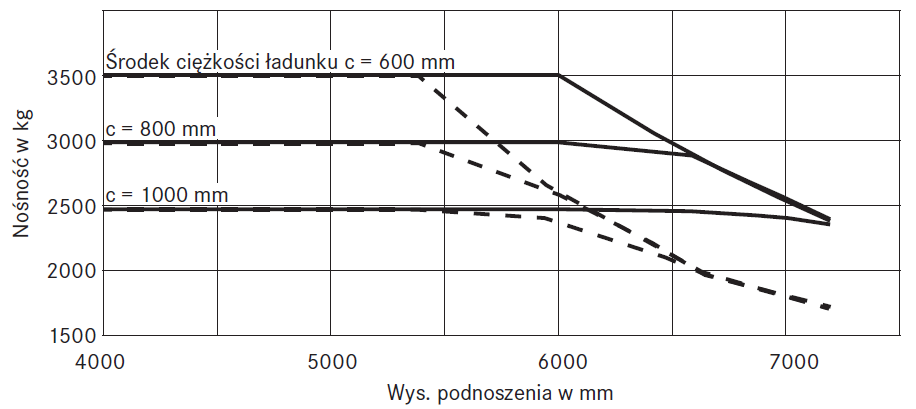 Środek ciężkości ładunku c = 600 mm
3500
c = 800 mm
3000
c = 1000 mm
2500
2000
1500
Nośność w kg
4000 5000 6000 7000
Wys. podnoszenia w mm